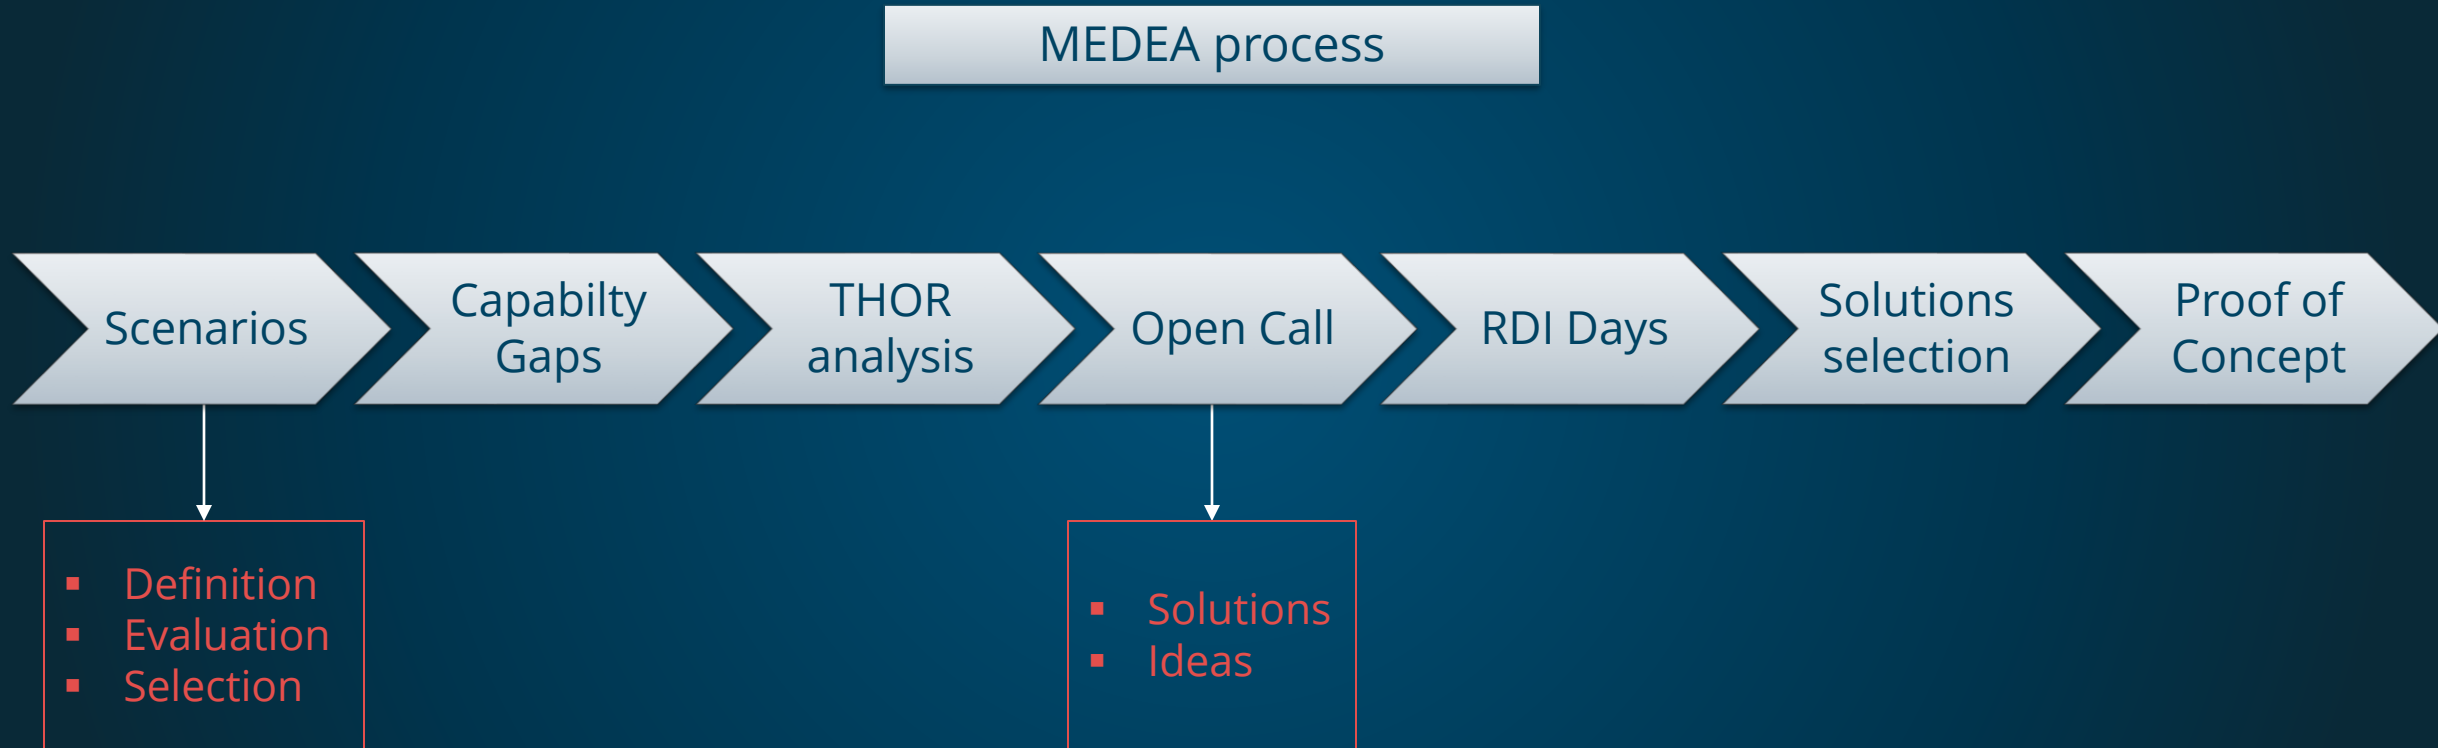 MEDEA process
Scenarios
Capabilty
Gaps
THOR
analysis
Open Call
RDI Days
Solutions
selection
Proof of
Concept
▪ Definition
▪ Evaluation
▪ Selection
▪ Solutions
▪ Ideas